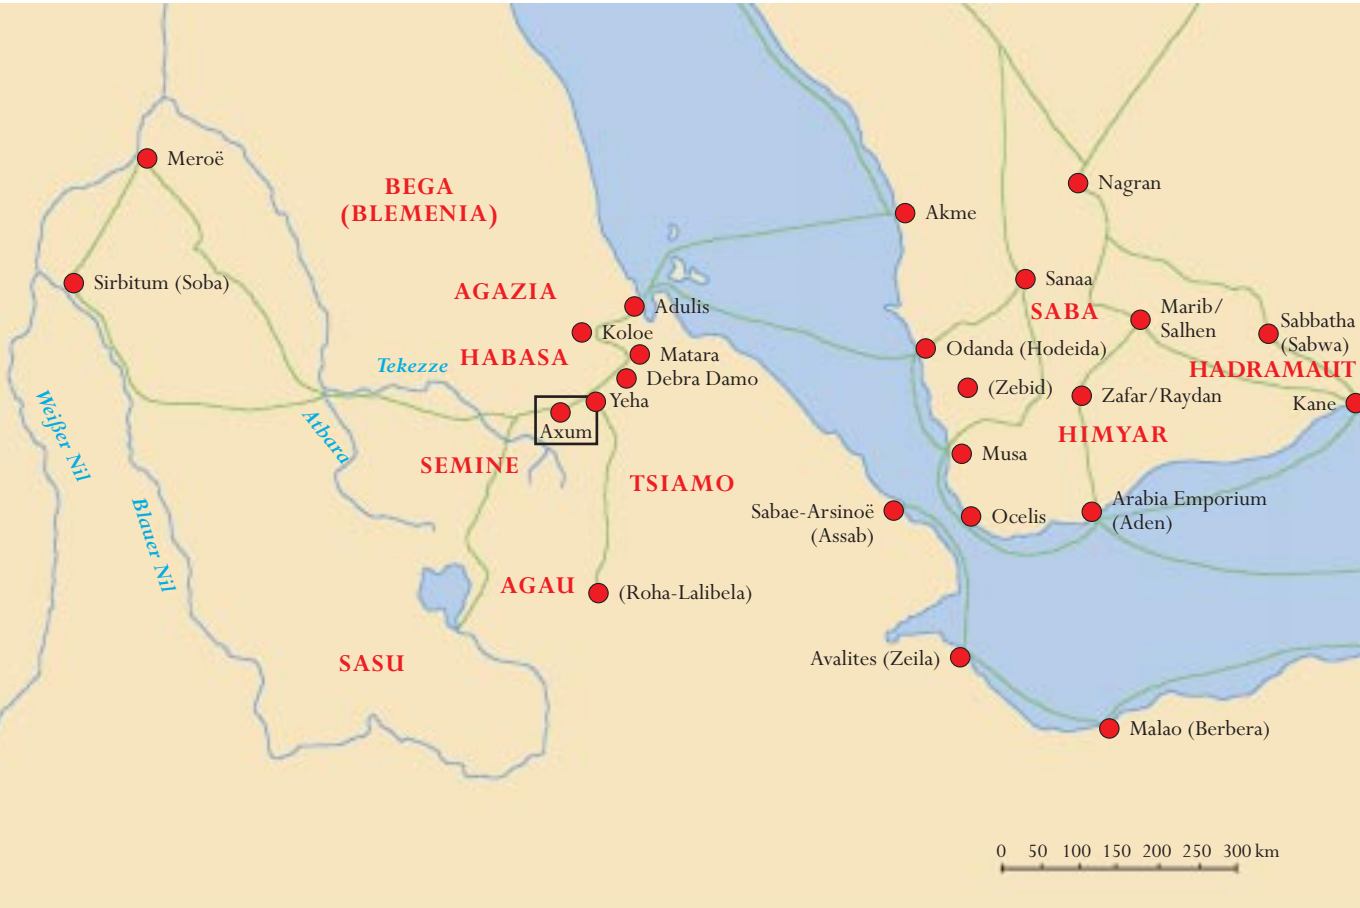 Meroë
BEGA
(BLEMENIA)
Nagran
Akme
Sirbitum (Soba)
AGAZIA
Adulis
Sanaa
SABA
Marib/
Salhen
Sabbatha
(Sabwa)
Koloe
HABASA
Matara
Odanda (Hodeida)
HADRAMAUT
Tekezze
Debra Damo
(Zebid)
Zafar/Raydan
Kane
Yeha
Axum
Weißer Nil
Atbara
HIMYAR
SEMINE
Musa
TSIAMO
Blauer Nil
Sabae-Arsinoë
(Assab)
Ocelis
Arabia Emporium
(Aden)
AGAU
(Roha-Lalibela)
SASU
Avalites (Zeila)
Malao (Berbera)
0 50 100 150 200 250 300 km